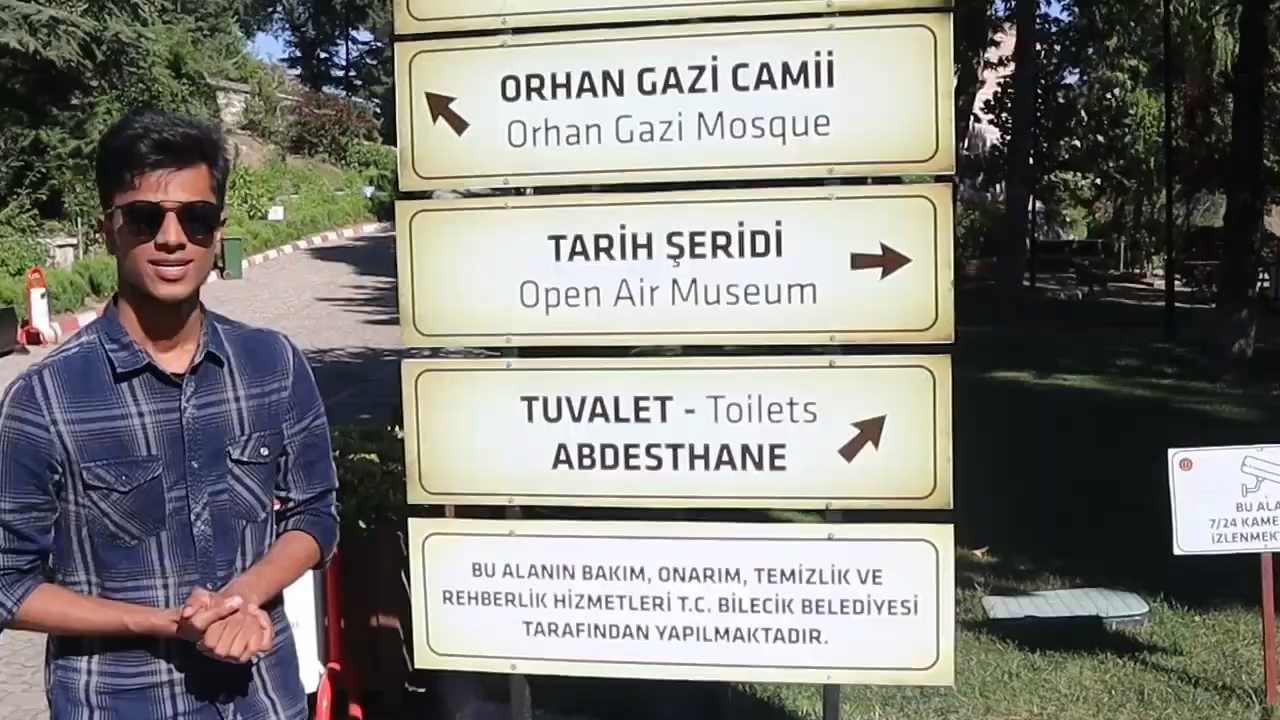 ORHAN GAZİ CAMİİ
Orhan Gazi Mosque
TARİH ŞERİDİ
Open Air Museum
TUVALET - Toilets
ABDESTHANE
BU ALANIN BAKIM, ONARIM, TEMİZLİK VE
REHBERLİK HİZMETLERİ T.C. BİLECİK BELEDİYESİ
TARAFINDAN YAPILMAKTADIR.
BU ALA
7/24 KAME
İZLENMEK